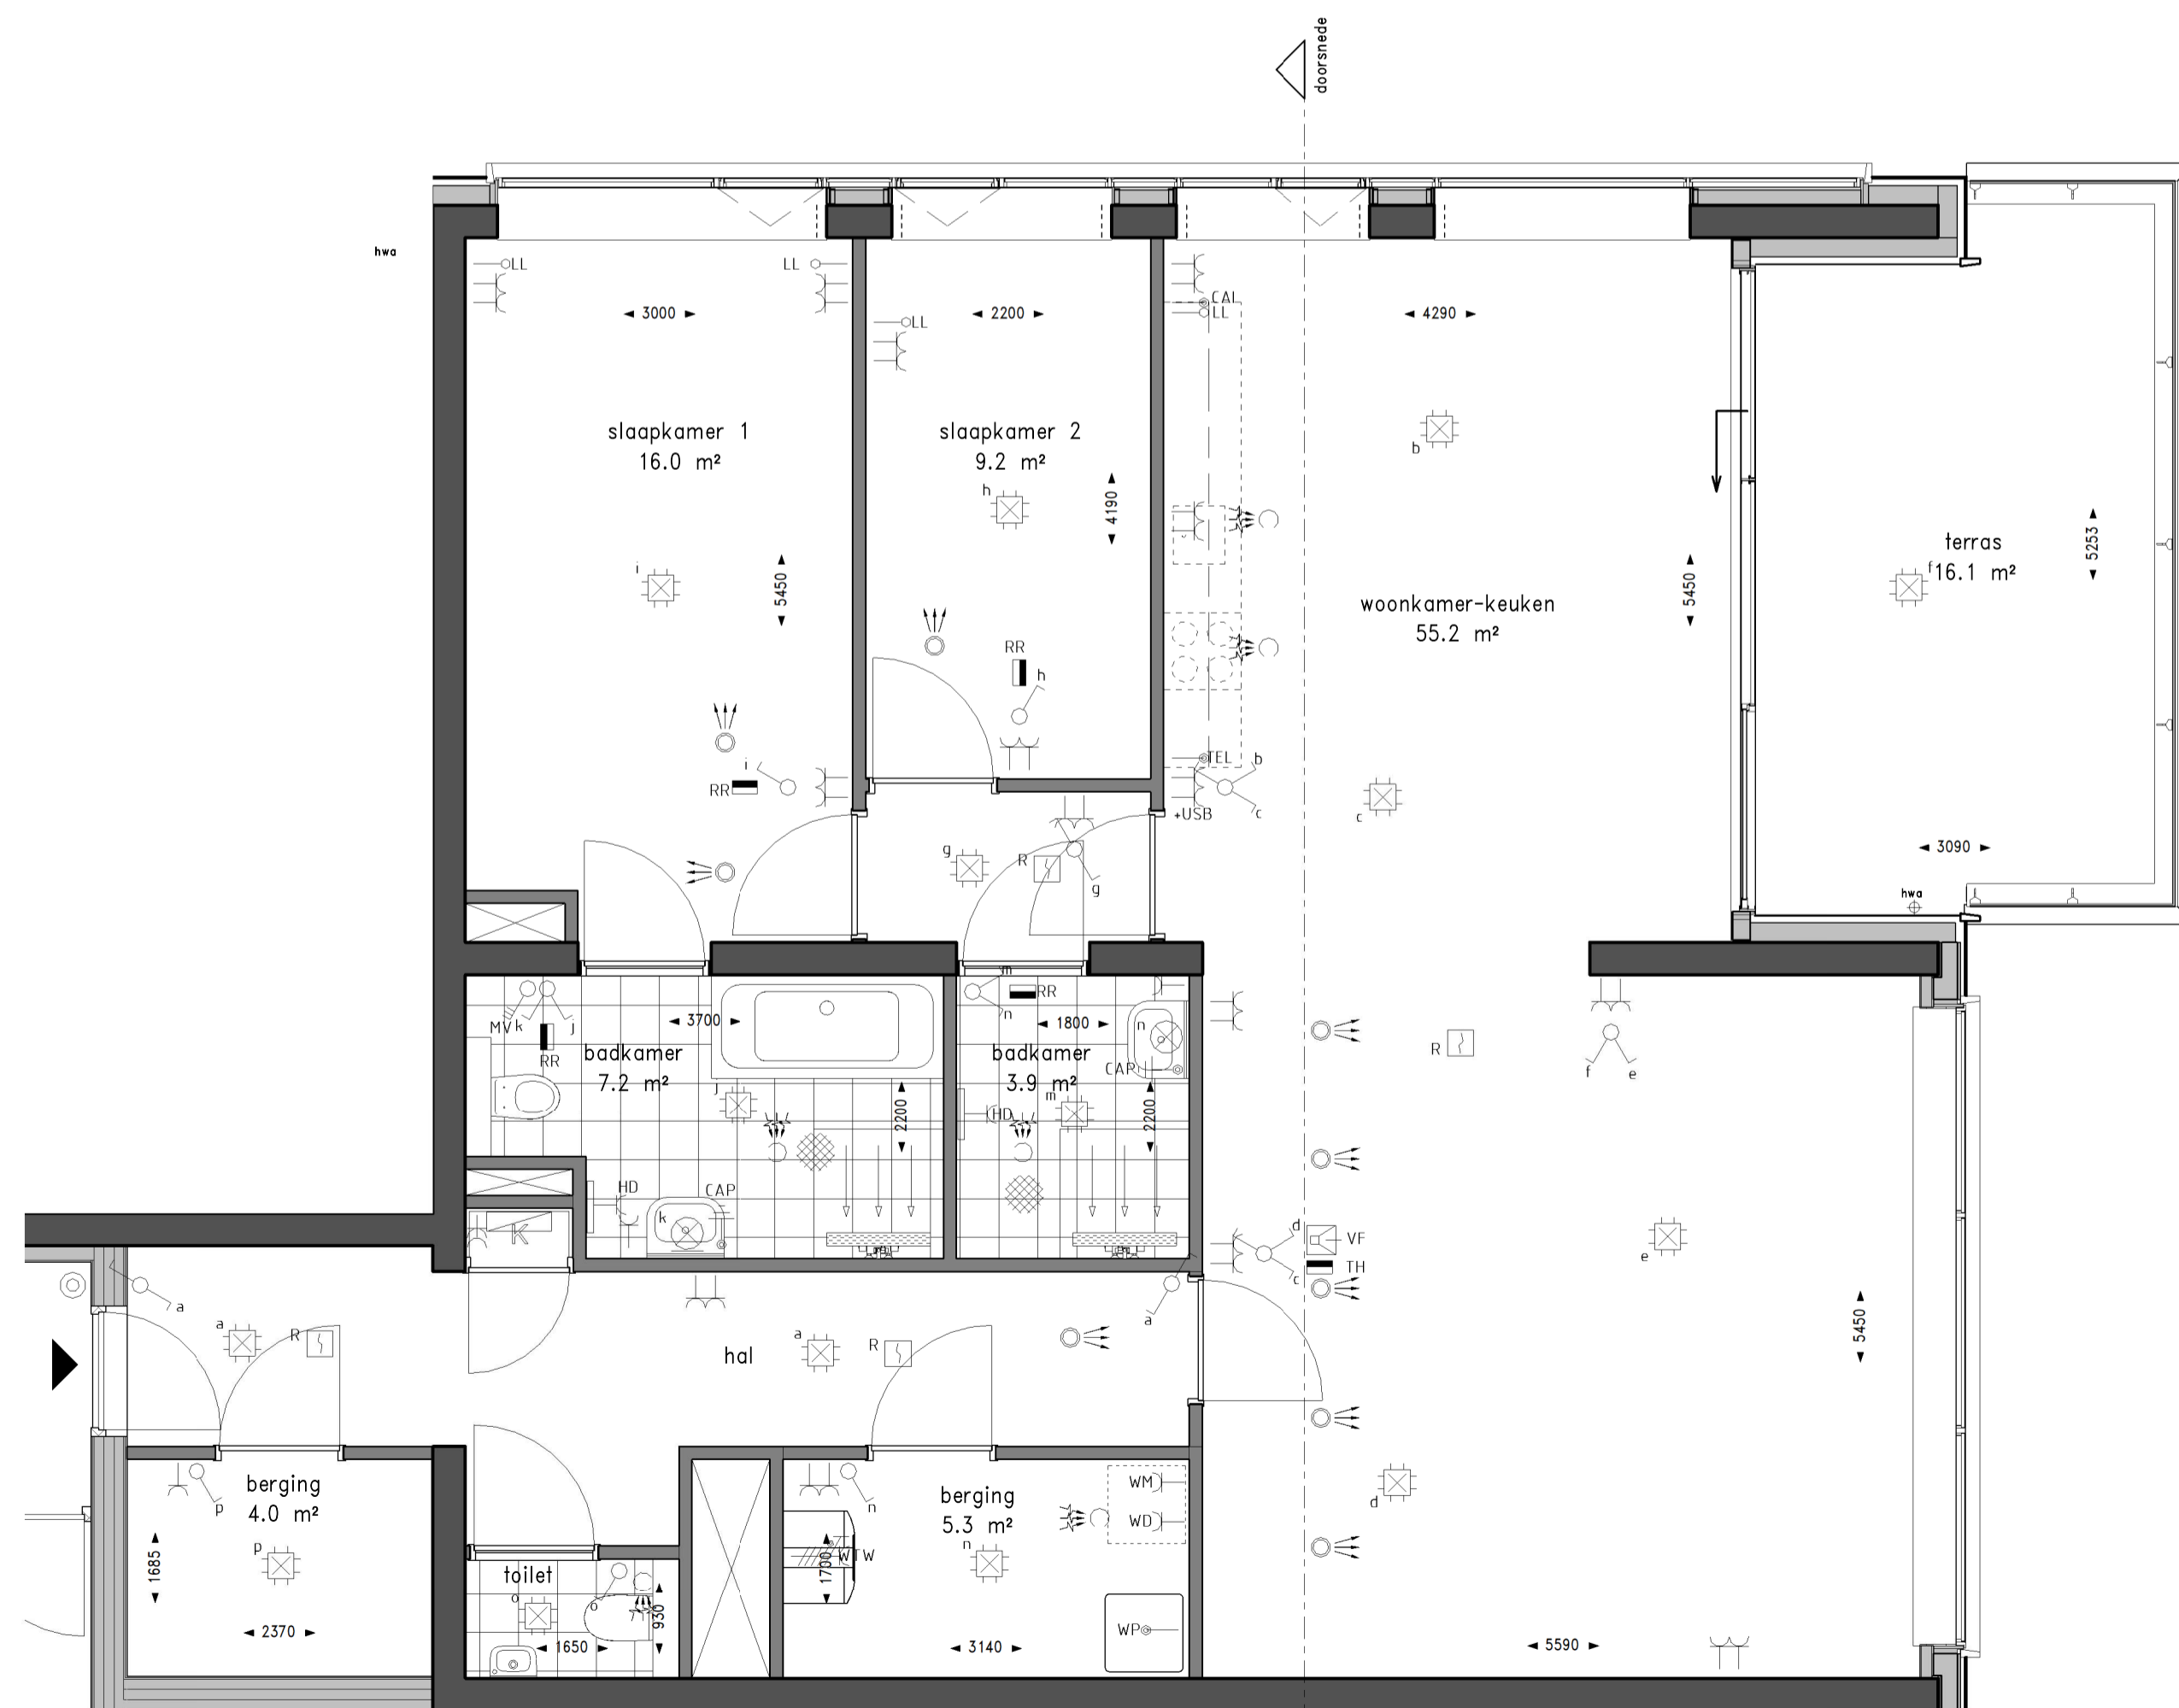 doorsnede
hwa
LL
LL
3000
LL
2200
CAI
LL
4290
slaapkamer 1
16.0 m²
slaapkamer 2
9.2 m²
h
4190
b
i
5450
woonkamer-keuken
55.2 m²
5450
terras
f
16.1 m²
5253
RR
h
i
RR
TEL
b
+USB
c
c
3090
hwa
g
R
g
m
MV
k
j
RR
3700
badkamer
7.2 m²
j
2200
RR
n
1800
n
badkamer
3.9 m²
CAP
m
HD
2200
R
f
e
HD
CAP
k
K
d
VF
TH
c
e
a
a
R
a
hal
R
a
5450
berging
4.0 m²
p
p
1685
2370
toilet
o
o
930
1650
n
berging
5.3 m²
n
WTW
1700
WM
WD
WP
3140
d
5590